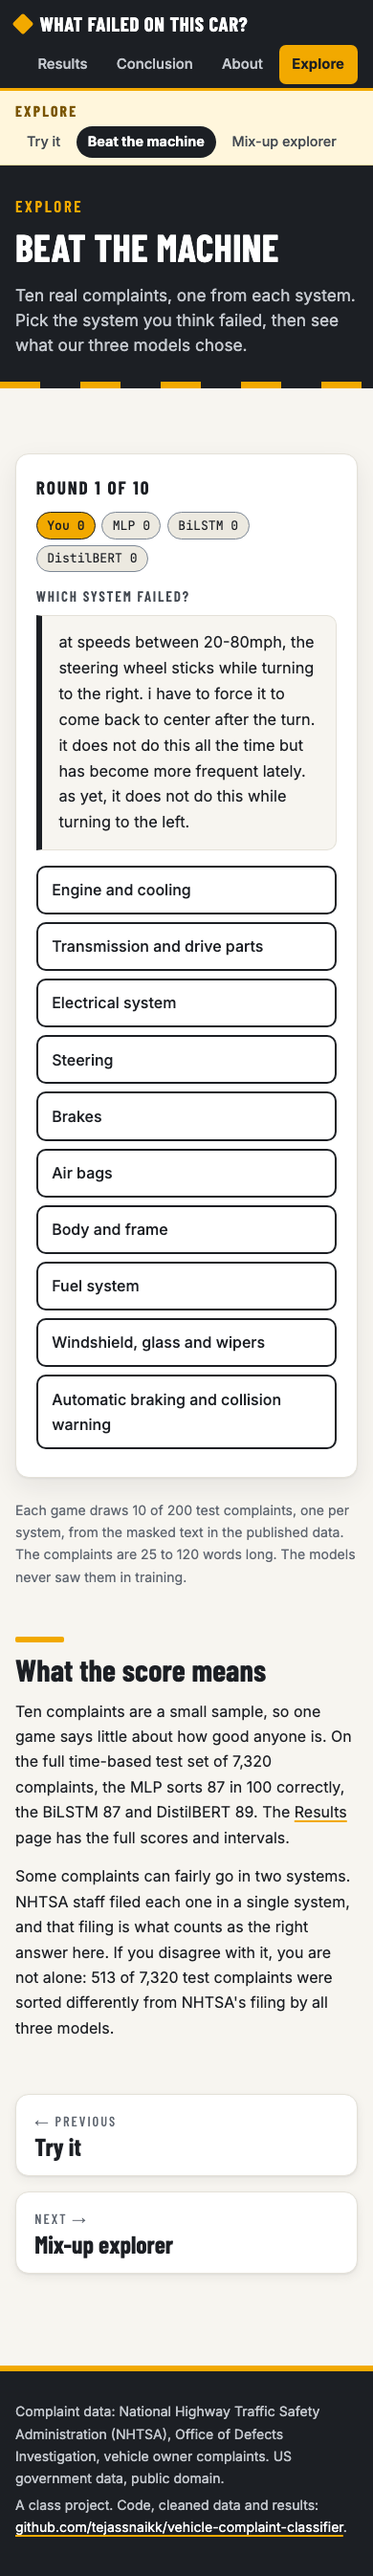 WHAT FAILED ON THIS CAR?
Results Conclusion About Explore
EXPLORE
Try it Beat the machine Mix-up explorer
EXPLORE
BEAT THE MACHINE
Ten real complaints, one from each system.
Pick the system you think failed, then see
what our three models chose.
ROUND 1 OF 10
You 0 MLP 0 BiLSTM 0
DistilBERT 0
WHICH SYSTEM FAILED?
at speeds between 20-80mph, the
steering wheel sticks while turning
to the right. i have to force it to
come back to center after the turn.
it does not do this all the time but
has become more frequent lately.
as yet, it does not do this while
turning to the left.
Engine and cooling
Transmission and drive parts
Electrical system
Steering
Brakes
Air bags
Body and frame
Fuel system
Windshield, glass and wipers
Automatic braking and collision
warning
Each game draws 10 of 200 test complaints, one per
system, from the masked text in the published data.
The complaints are 25 to 120 words long. The models
never saw them in training.
What the score means
Ten complaints are a small sample, so one
game says little about how good anyone is. On
the full time-based test set of 7,320
complaints, the MLP sorts 87 in 100 correctly,
the BiLSTM 87 and DistilBERT 89. The Results
page has the full scores and intervals.
Some complaints can fairly go in two systems.
NHTSA staff filed each one in a single system,
and that filing is what counts as the right
answer here. If you disagree with it, you are
not alone: 513 of 7,320 test complaints were
sorted differently from NHTSA's filing by all
three models.
← PREVIOUS
Try it
NEXT →
Mix-up explorer
Complaint data: National Highway Traffic Safety
Administration (NHTSA), Office of Defects
Investigation, vehicle owner complaints. US
government data, public domain.
A class project. Code, cleaned data and results:
github.com/tejassnaikk/vehicle-complaint-classifier.